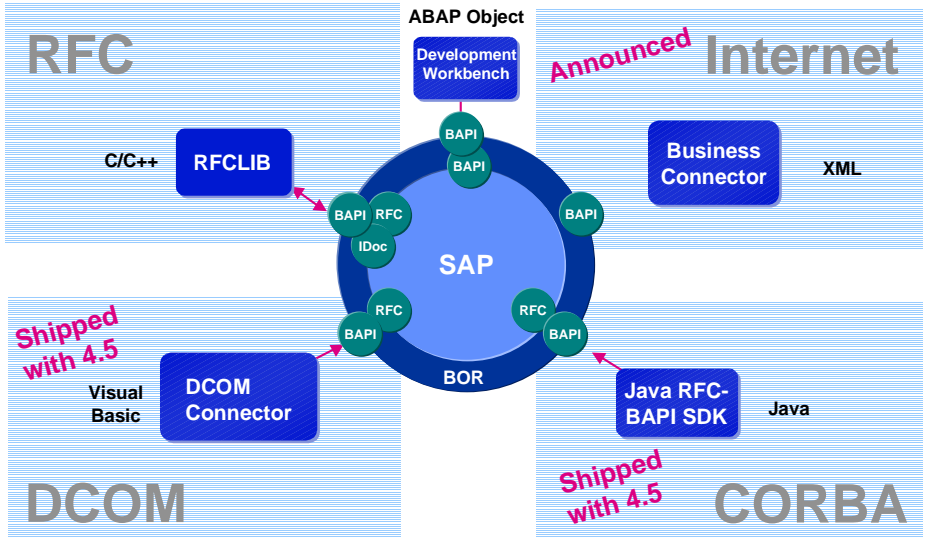 ABAP Object
RFC
Development
Workbench
Announced
Internet
C/C++
RFCLIB
BAPI
BAPI
Business
Connector
XML
BAPI
RFC
IDoc
BAPI
SAP
RFC
BAPI
RFC
BAPI
BOR
Shipped
with 4.5
Visual
Basic
DCOM
Connector
Java RFC-
BAPI SDK
Java
Shipped
with 4.5
DCOM
CORBA